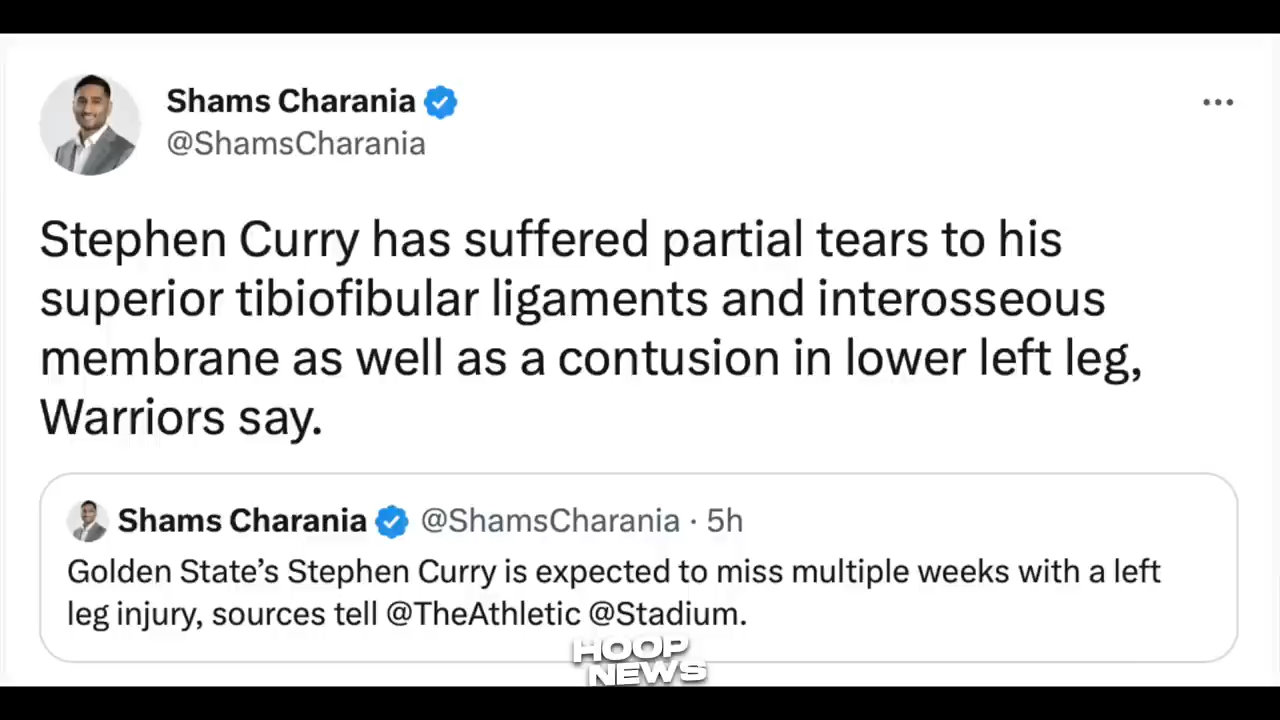 Shams Charania
@ShamsCharania
Stephen Curry has suffered partial tears to his
superior tibiofibular ligaments and interosseous
membrane as well as a contusion in lower left leg,
Warriors say.
Shams Charania @ShamsCharania · 5h
Golden State’s Stephen Curry is expected to miss multiple weeks with a left
leg injury, sources tell @TheAthletic @Stadium.
HOOP
NEWS